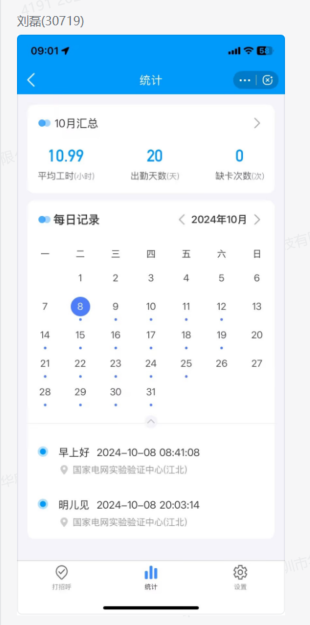 刘磊(30719)
09:01
统计
10月汇总
10.99 20 0
平均工时(小时) 出勤天数(天) 缺卡次数(次)
每日记录 2024年10月
一 二 三 四 五 六 日
1 2 3 4 5 6
7 8 9 10 11 12 13
14 15 16 17 18 19 20
21 22 23 24 25 26 27
28 29 30 31
早上好 2024-10-08 08:41:08
国家电网实验验证中心(江北)
明儿见 2024-10-08 20:03:14
国家电网实验验证中心(江北)
打招呼 统计 设置